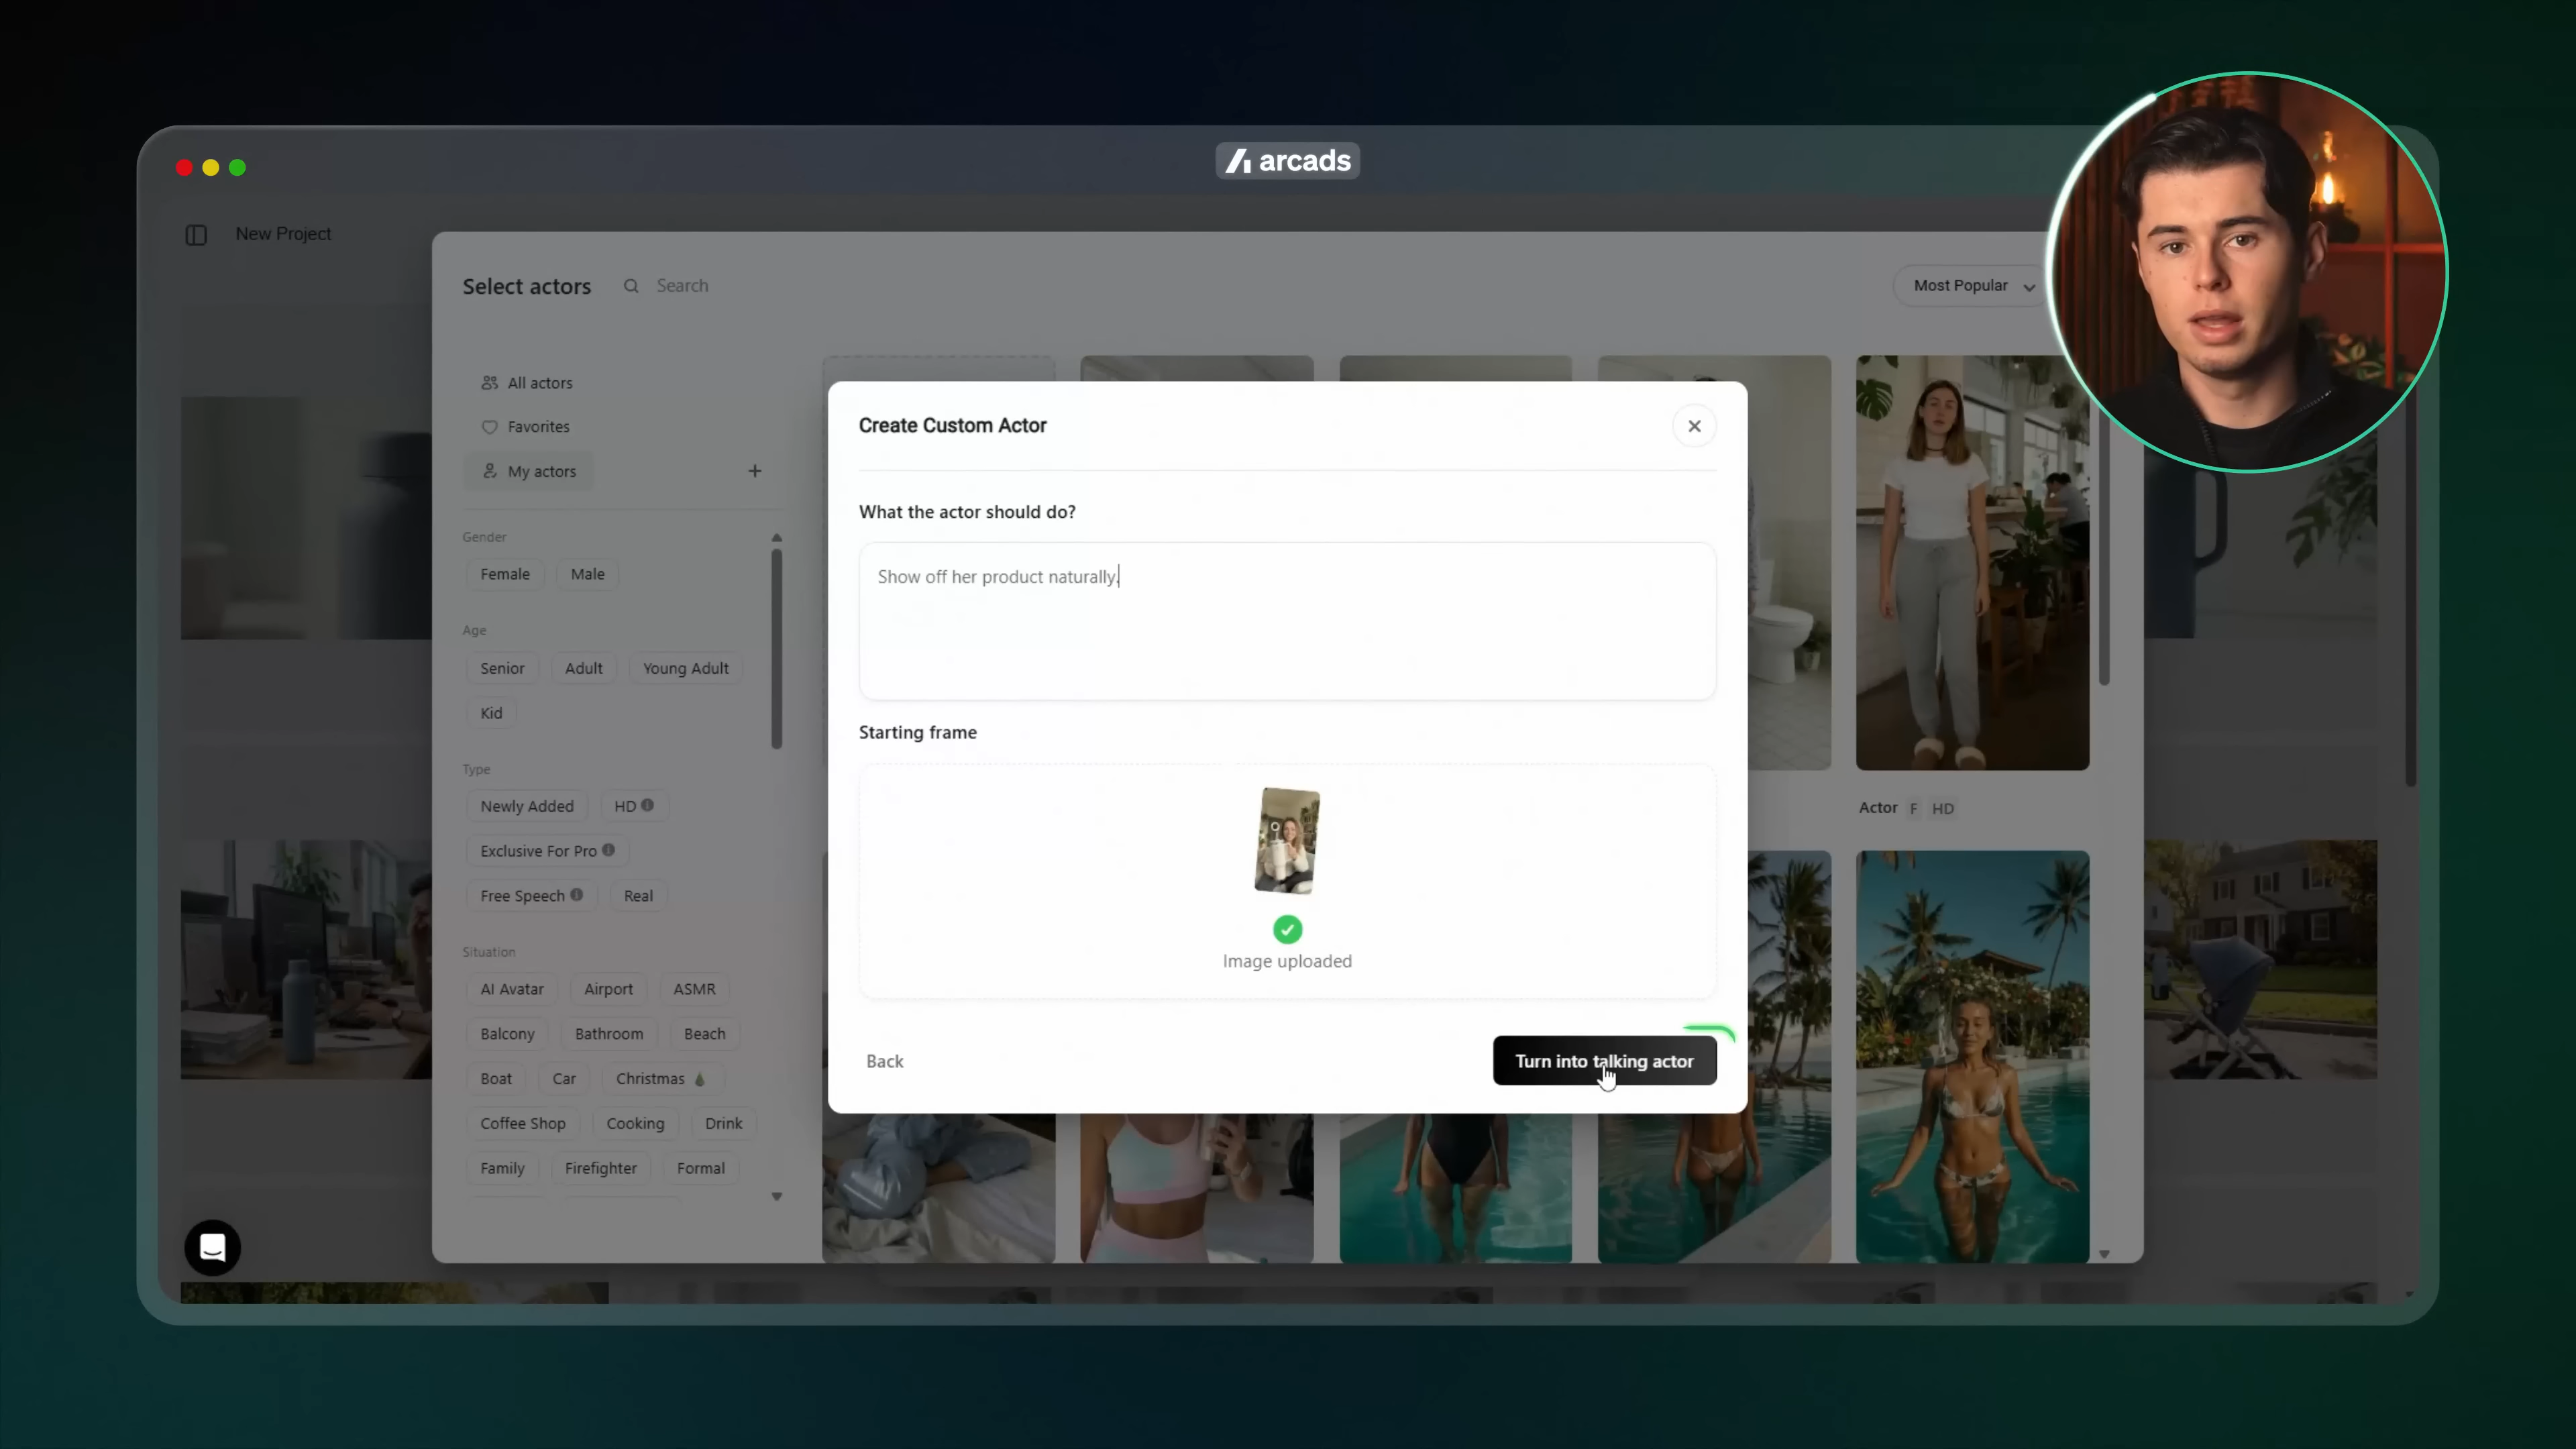 arcads
New Project
Select actors
Search
Most Popular
All actors
Favorites
My actors
Gender
Female
Male
Age
Senior
Adult
Young Adult
Kid
Type
Newly Added
HD
Exclusive For Pro
Free Speech
Real
Situation
AI Avatar
Airport
ASMR
Balcony
Bathroom
Beach
Boat
Car
Christmas
Coffee Shop
Cooking
Drink
Family
Firefighter
Formal
Create Custom Actor
What the actor should do?
Show off her product naturally.
Starting frame
Image uploaded
Back
Turn into talking actor
Actor F HD